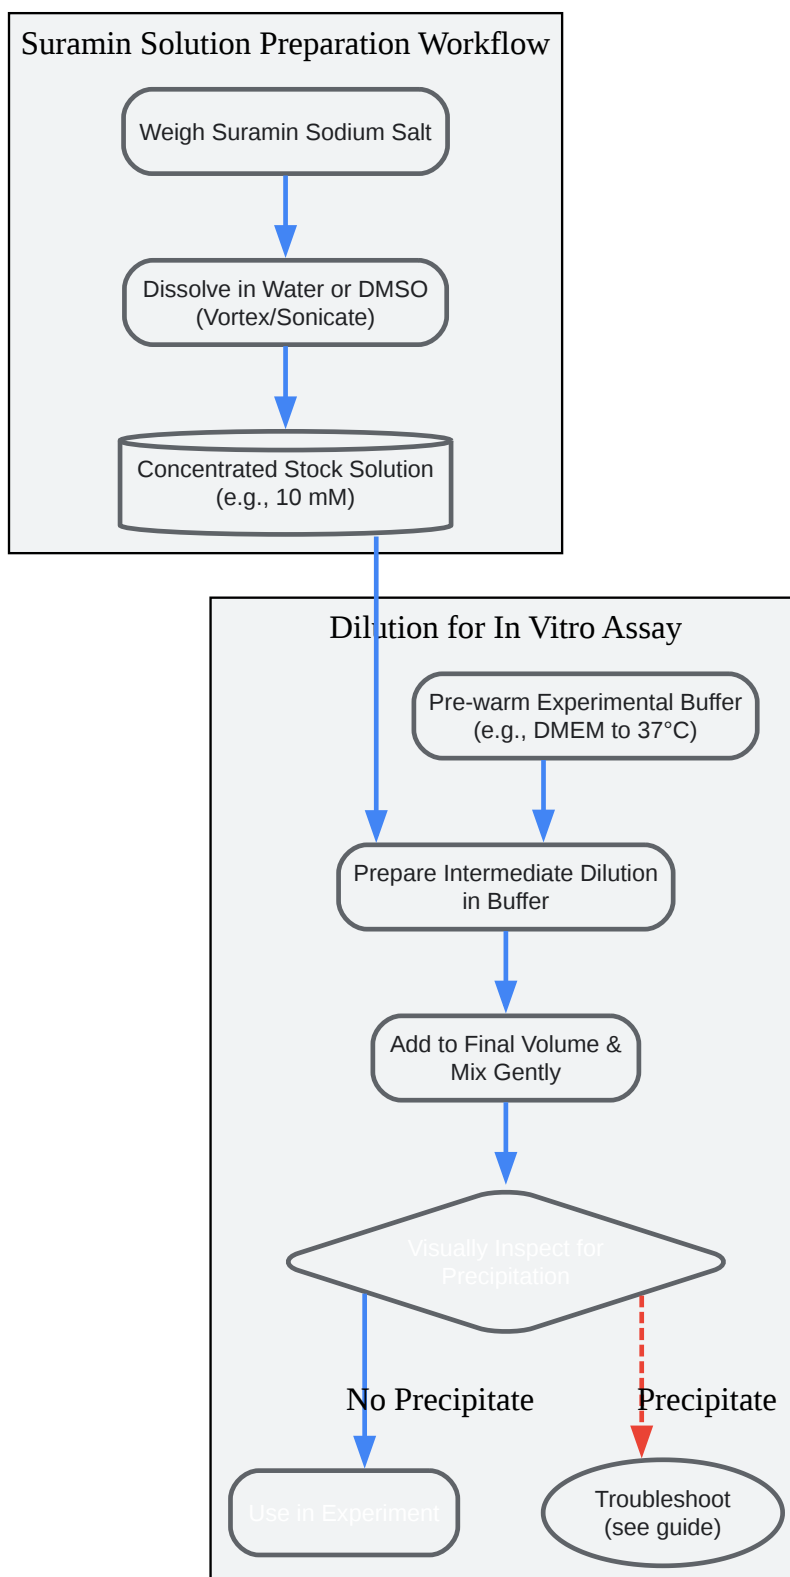 Suramin Solution Preparation Workflow
Weigh Suramin Sodium Salt
Dissolve in Water or DMSO
(Vortex/Sonicate)
Concentrated Stock Solution
(e.g., 10 mM)
Dilution for In Vitro Assay
Pre-warm Experimental Buffer
(e.g., DMEM to 37°C)
Prepare Intermediate Dilution
in Buffer
Add to Final Volume &
Mix Gently
Visually Inspect for
Precipitation
No Precipitate
Precipitate
Use in Experiment
Troubleshoot
(see guide)